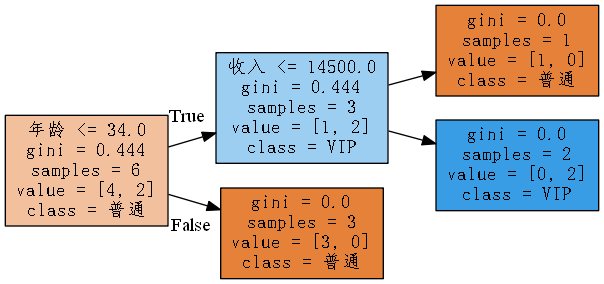 年龄 <= 34.0
gini = 0.444
samples = 6
value = [4, 2]
class = 普通
True
False
收入 <= 14500.0
gini = 0.444
samples = 3
value = [1, 2]
class = VIP
gini = 0.0
samples = 3
value = [3, 0]
class = 普通
gini = 0.0
samples = 1
value = [1, 0]
class = 普通
gini = 0.0
samples = 2
value = [0, 2]
class = VIP